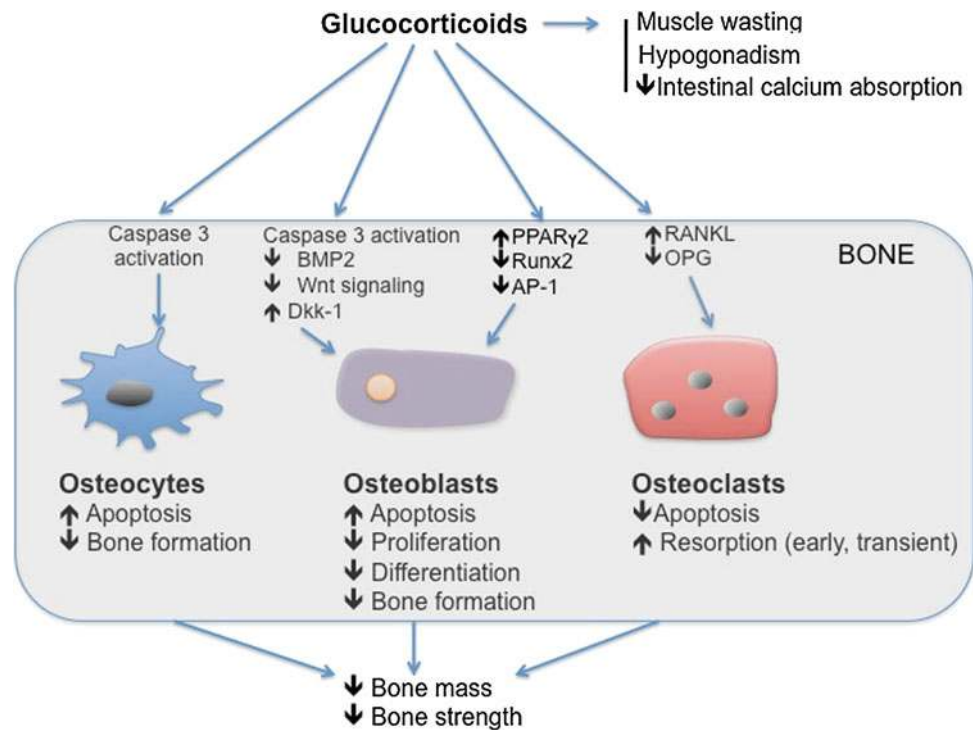 Glucocorticoids
Muscle wasting
Hypogonadism
↓Intestinal calcium absorption
Caspase 3
activation
Caspase 3 activation
↓ BMP2
↓ Wnt signaling
↑ Dkk-1
↑PPARγ2
↓Runx2
↓AP-1
↑RANKL
↓OPG
BONE
Osteocytes
↑ Apoptosis
↓ Bone formation
Osteoblasts
↑ Apoptosis
↓ Proliferation
↓ Differentiation
↓ Bone formation
Osteoclasts
↓Apoptosis
↑ Resorption (early, transient)
↓ Bone mass
↓ Bone strength